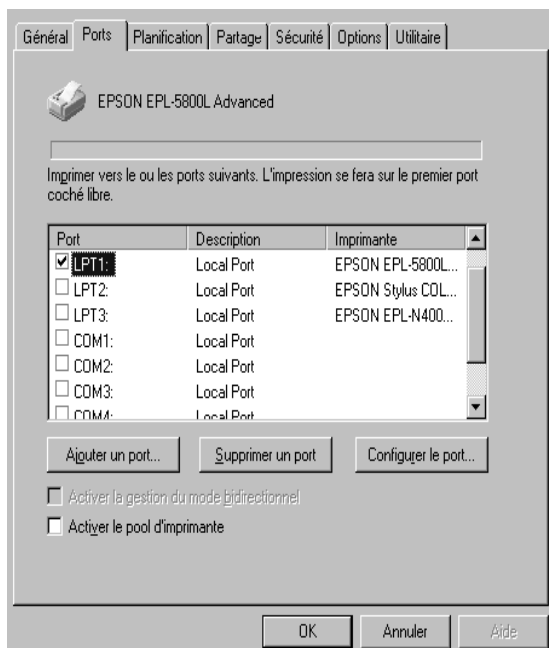 Général Ports Planification Partage Sécurité Options Utilitaire
EPSON EPL-5800L Advanced
Imprimer vers le ou les ports suivants. L'impression se fera sur le premier port
coché libre.
Port Description Imprimante
LPT1: Local Port EPSON EPL-5800L...
LPT2: Local Port EPSON Stylus COL...
LPT3: Local Port EPSON EPL-N400...
COM1: Local Port
COM2: Local Port
COM3: Local Port
COM4: Local Port
Ajouter un port... Supprimer un port Configurer le port...
Activer la gestion du mode bidirectionnel
Activer le pool d'imprimante
OK Annuler Aide